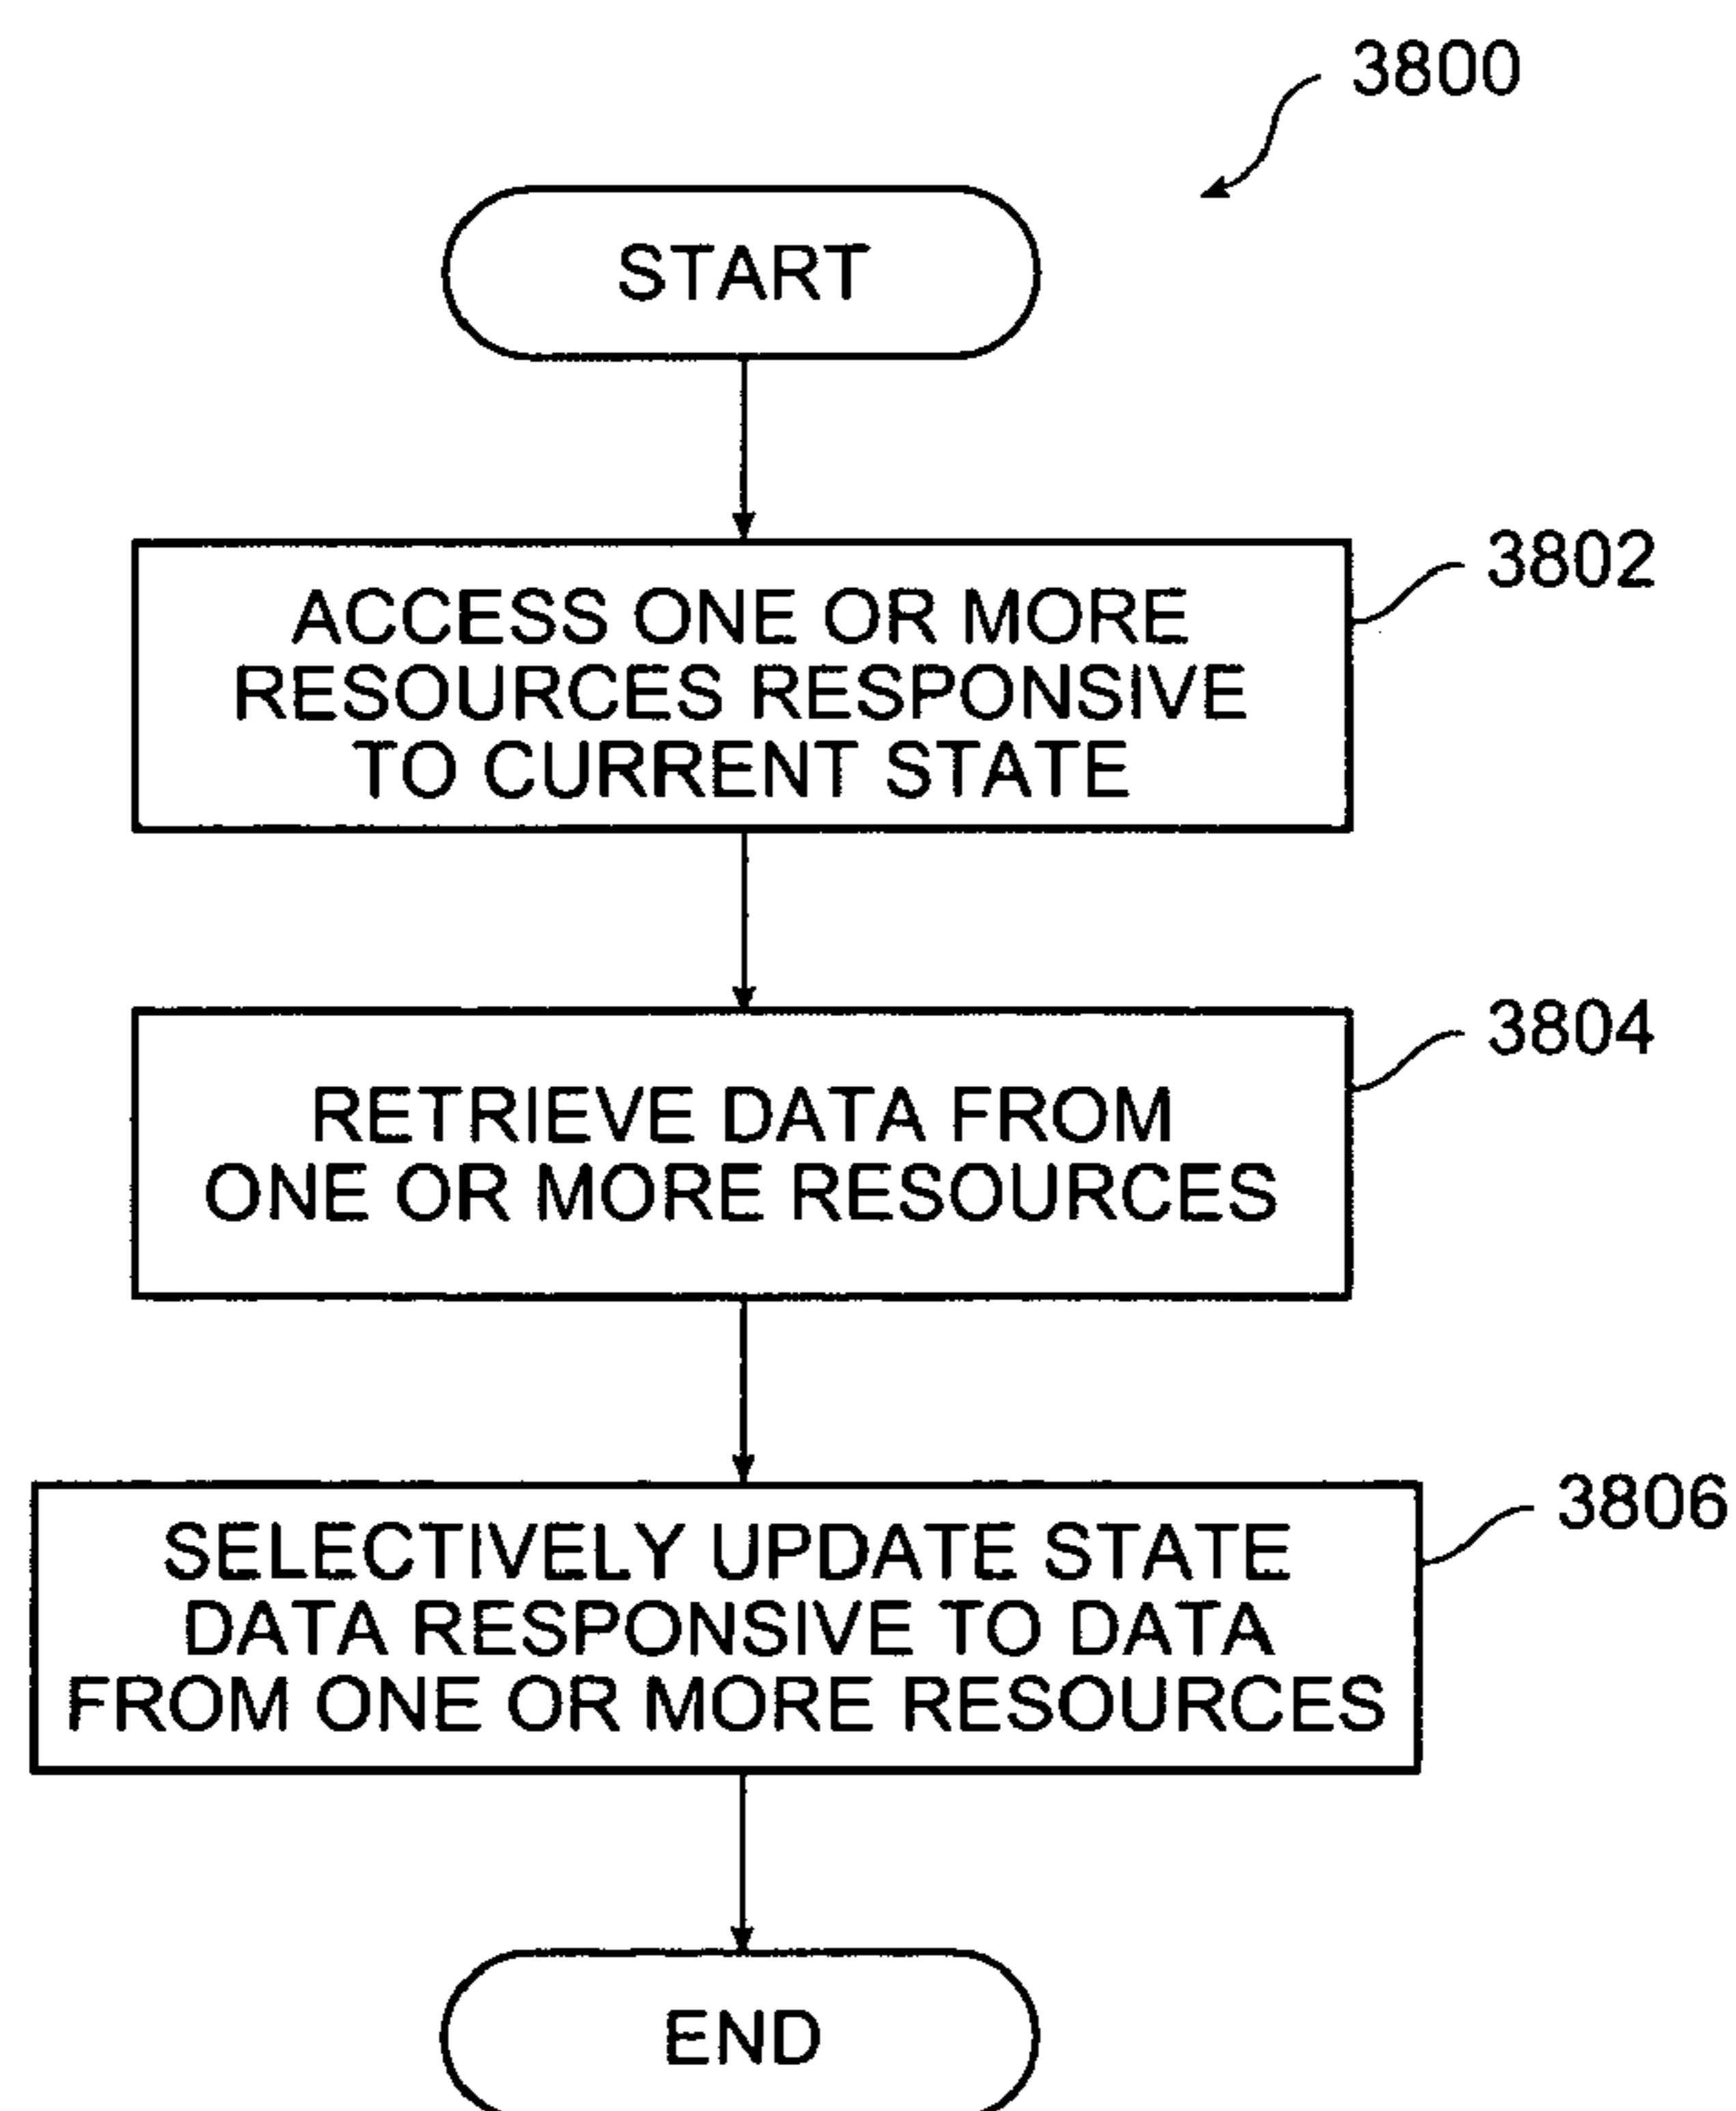 3800
START
3802
ACCESS ONE OR MORE
RESOURCES RESPONSIVE
TO CURRENT STATE
3804
RETRIEVE DATA FROM
ONE OR MORE RESOURCES
3806
SELECTIVELY UPDATE STATE
DATA RESPONSIVE TO DATA
FROM ONE OR MORE RESOURCES
END